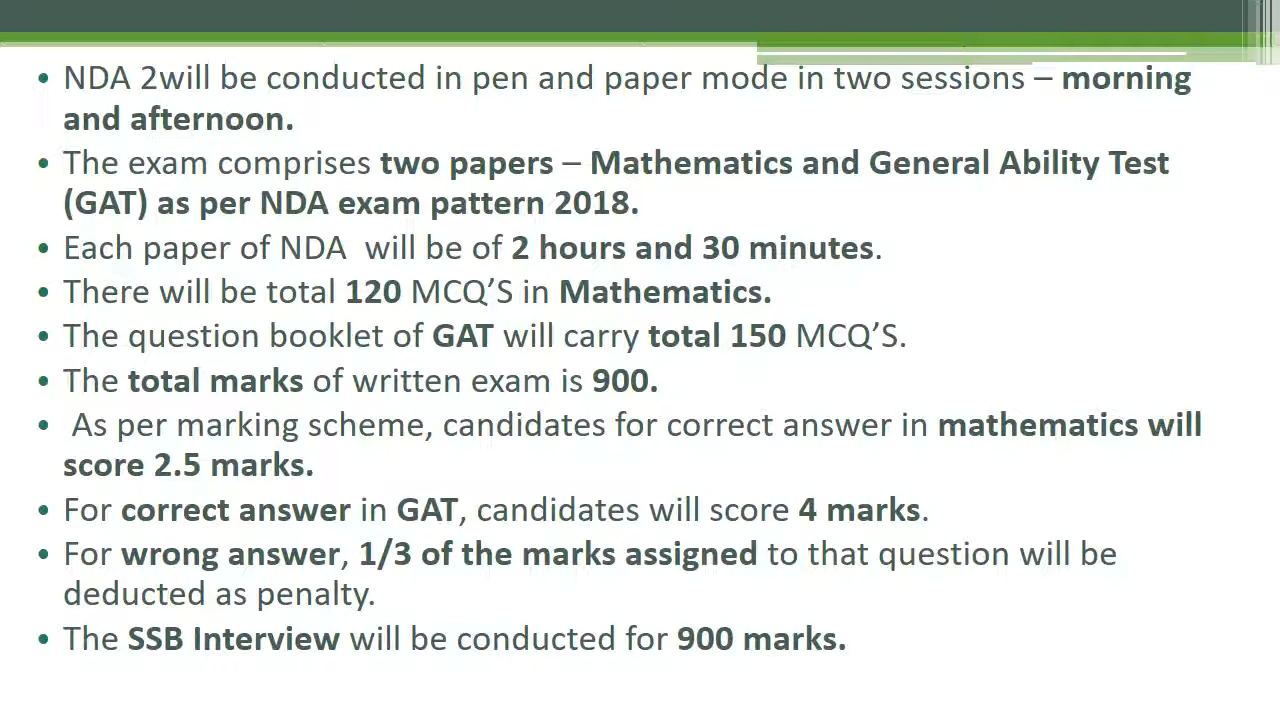 • NDA 2will be conducted in pen and paper mode in two sessions – morning
and afternoon.
• The exam comprises two papers – Mathematics and General Ability Test
(GAT) as per NDA exam pattern 2018.
• Each paper of NDA  will be of 2 hours and 30 minutes.
• There will be total 120 MCQ’S in Mathematics.
• The question booklet of GAT will carry total 150 MCQ’S.
• The total marks of written exam is 900.
•  As per marking scheme, candidates for correct answer in mathematics will
score 2.5 marks.
• For correct answer in GAT, candidates will score 4 marks.
• For wrong answer, 1/3 of the marks assigned to that question will be
deducted as penalty.
• The SSB Interview will be conducted for 900 marks.